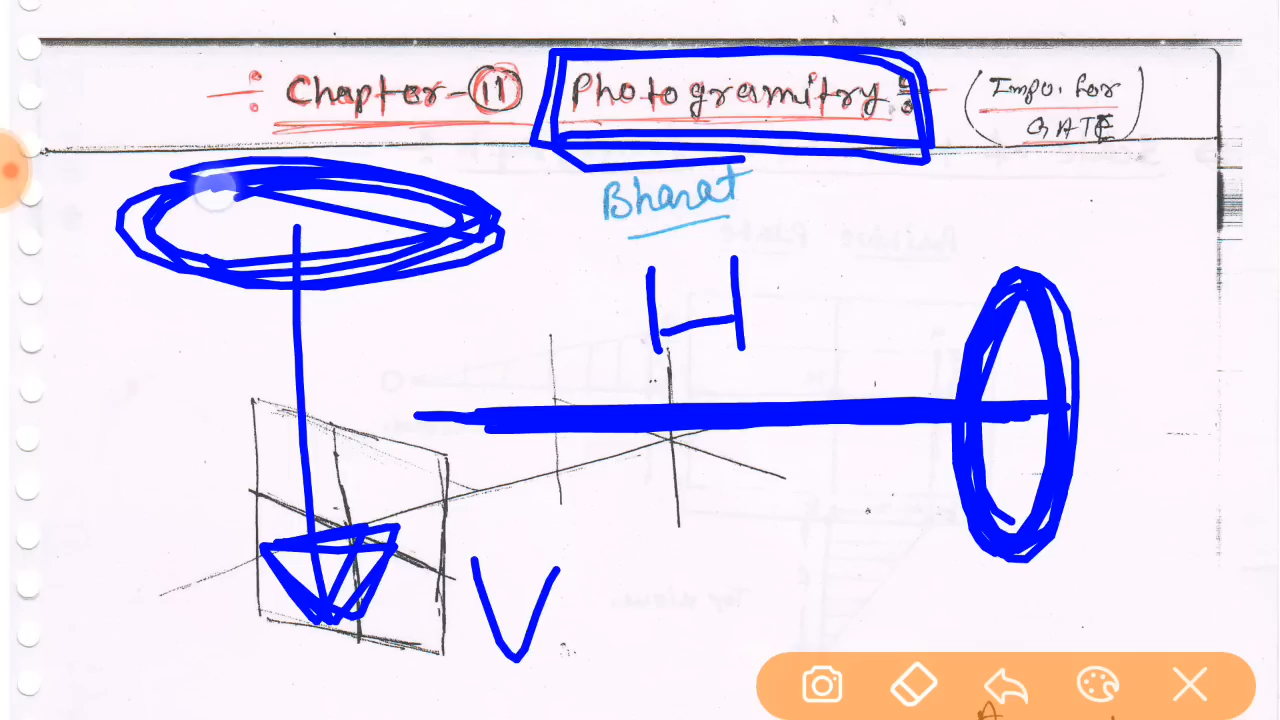 Chapter-11 Photogramitry : (Impo. for
GATE)
Bharat
H
V